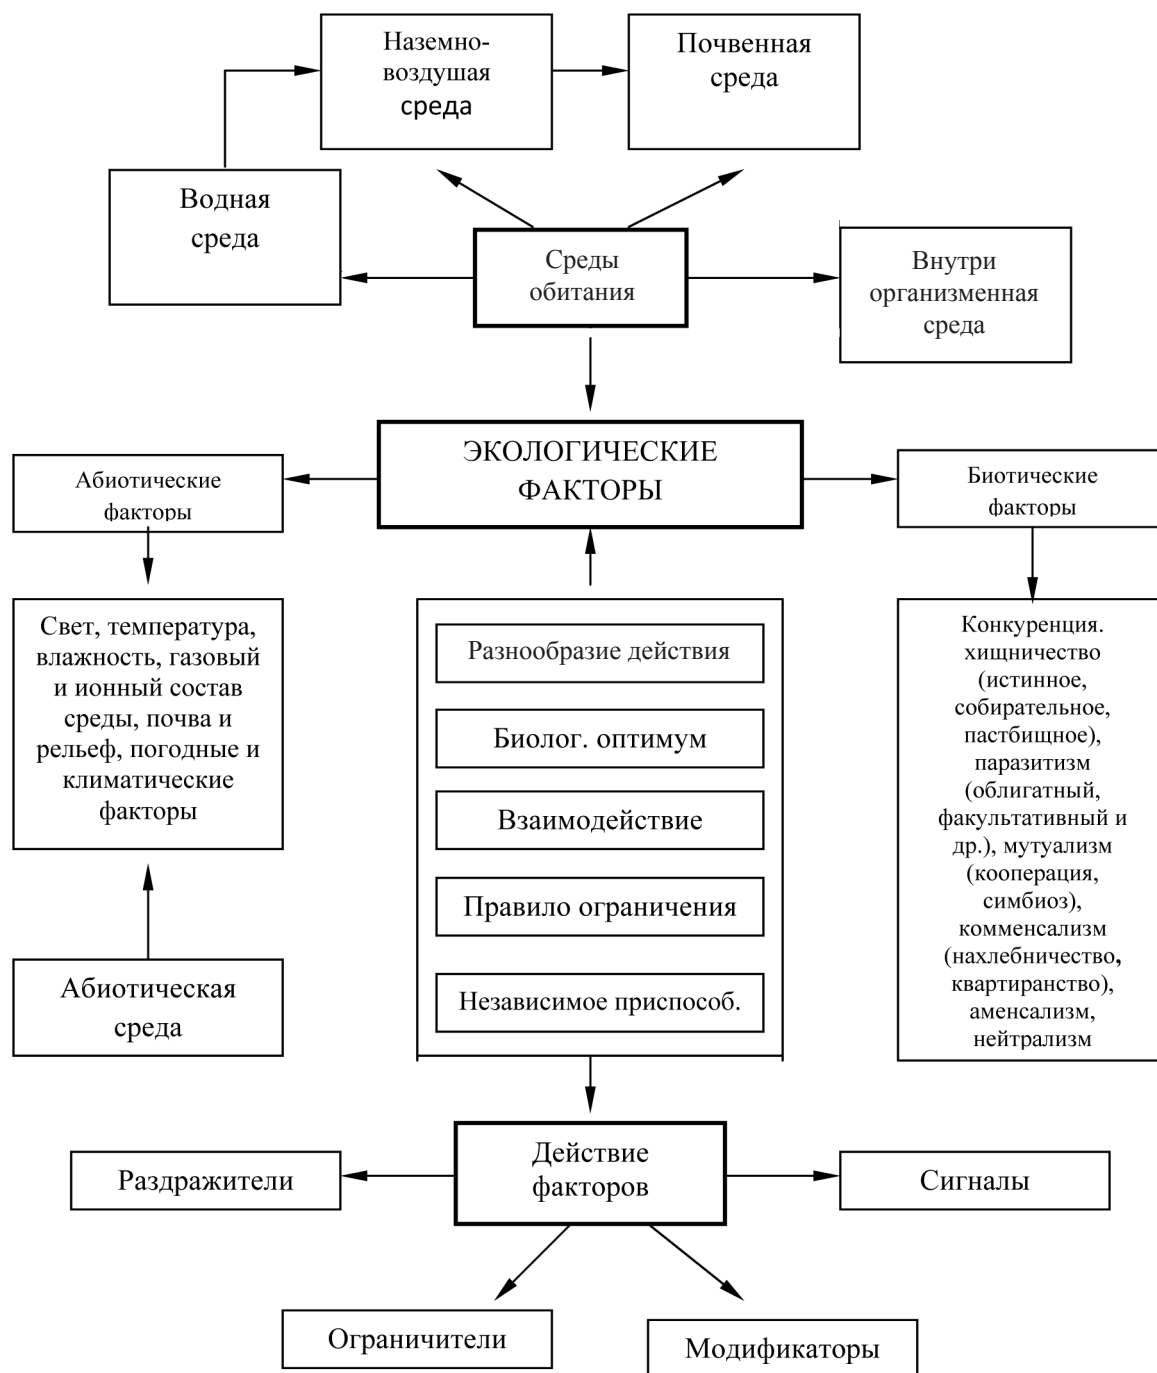 Наземно-
воздушая
среда
Почвенная
среда
Водная
среда
Среды
обитания
Внутри
организменная
среда
ЭКОЛОГИЧЕСКИЕ
ФАКТОРЫ
Абиотические
факторы
Биотические
факторы
Свет, температура,
влажность, газовый
и ионный состав
среды, почва и
рельеф, погодные и
климатические
факторы
Разнообразие действия
Биолог. оптимум
Взаимодействие
Правило ограничения
Независимое приспособ.
Конкуренция.
хищничество
(истинное,
собирательное,
пастбищное),
паразитизм
(облигатный,
факультативный и
др.), мутуализм
(кооперация,
симбиоз),
комменсализм
(нахлебничество,
квартиранство),
аменсализм,
нейтрализм
Абиотическая
среда
Действие
факторов
Раздражители
Сигналы
Ограничители
Модификаторы